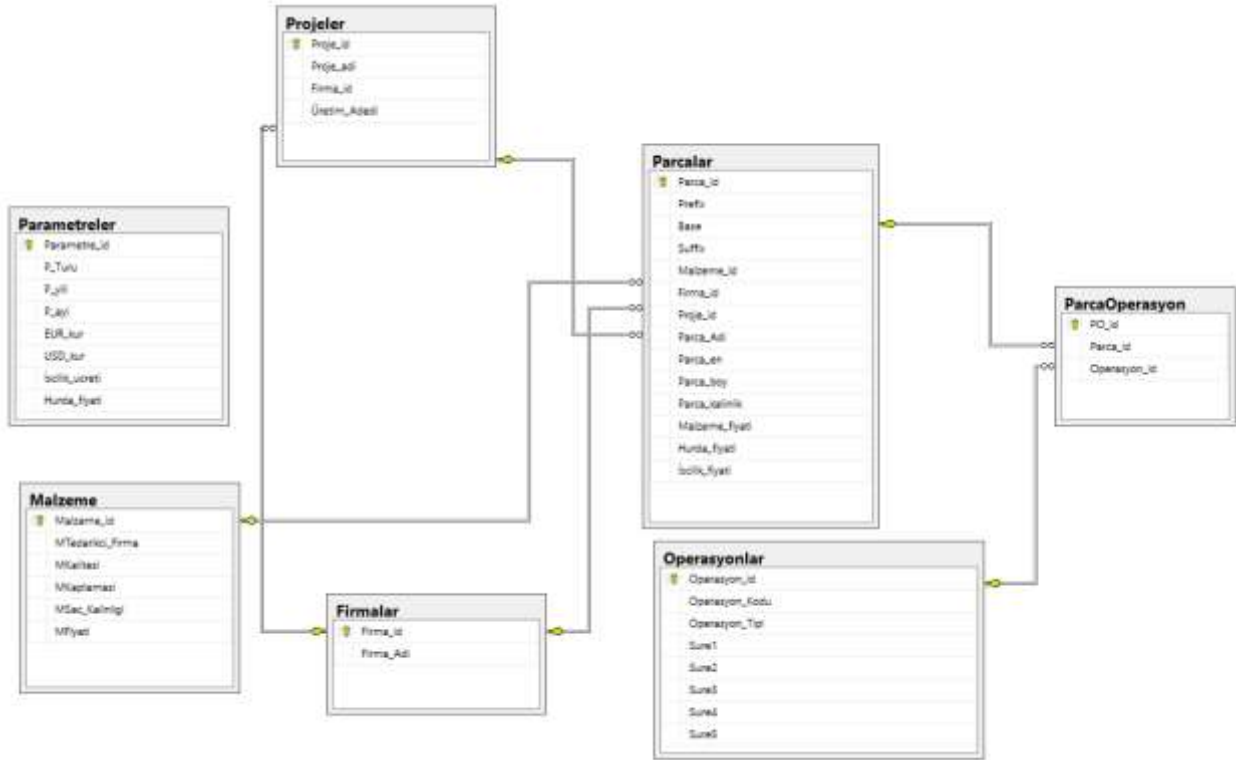 Projeler
Proje_id
Proje_adi
Firma_id
Üretim_Adedi
Parametreler
Parametre_id
P_Turu
P_yili
P_ayi
EUR_kur
USD_kur
İscilik_ucreti
Hurda_fiyati
Malzeme
Malzeme_id
MTedarikci_Firma
MKalitesi
MKaplamasi
MSac_Kalinligi
MFiyati
Firmalar
Firma_id
Firma_Adi
Parcalar
Parca_id
Prefix
Base
Suffix
Malzeme_id
Firma_id
Proje_id
Parca_Adi
Parca_en
Parca_boy
Parca_kalinlik
Malzeme_fiyati
Hurda_fiyati
İscilik_fiyati
Operasyonlar
Operasyon_id
Operasyon_Kodu
Operasyon_Tipi
Sure1
Sure2
Sure3
Sure4
Sure5
ParcaOperasyon
PO_id
Parca_id
Operasyon_id